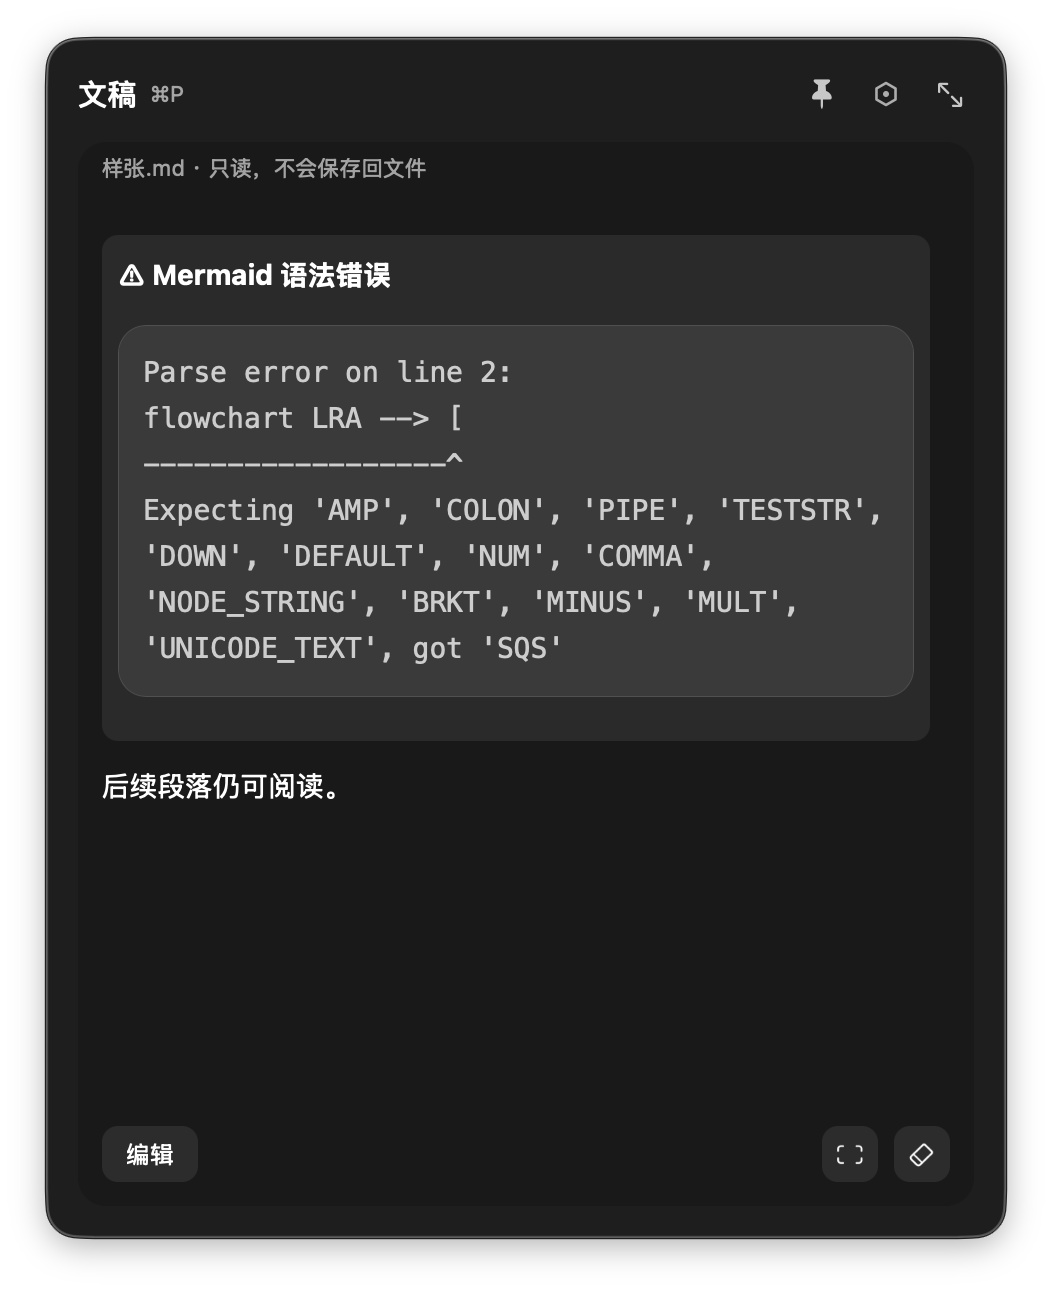 文稿 ⌘P
样张.md · 只读，不会保存回文件
⚠ Mermaid 语法错误
Parse error on line 2:
flowchart LRA --> [
------------------^
Expecting 'AMP', 'COLON', 'PIPE', 'TESTSTR',
'DOWN', 'DEFAULT', 'NUM', 'COMMA',
'NODE_STRING', 'BRKT', 'MINUS', 'MULT',
'UNICODE_TEXT', got 'SQS'
后续段落仍可阅读。
编辑